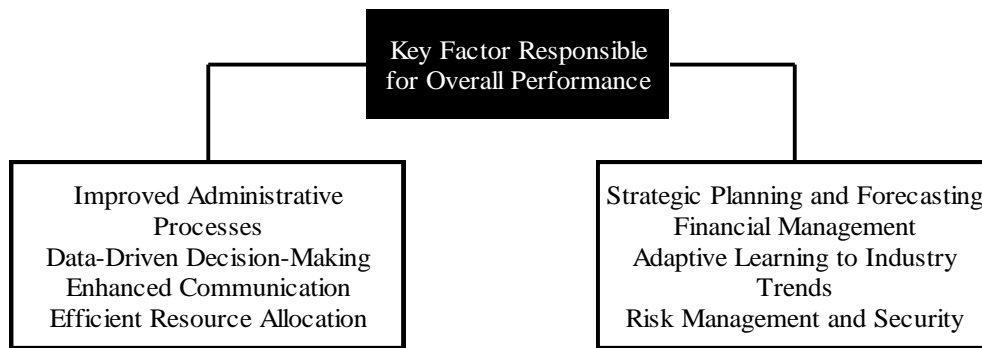 Key Factor Responsible
for Overall Performance
Improved Administrative
Processes
Data-Driven Decision-Making
Enhanced Communication
Efficient Resource Allocation
Strategic Planning and Forecasting
Financial Management
Adaptive Learning to Industry
Trends
Risk Management and Security